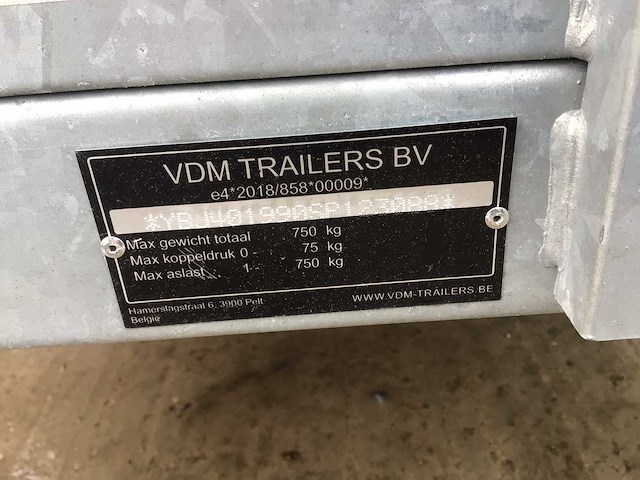 VDM TRAILERS BV
e4*2018/858*00009*
Max gewicht totaal 750 kg
Max koppeldruk 0 - 75 kg
Max aslast 1- 750 kg
Hamerslagstraat 6, 3900 Pelt
België
WWW.VDM-TRAILERS.BE